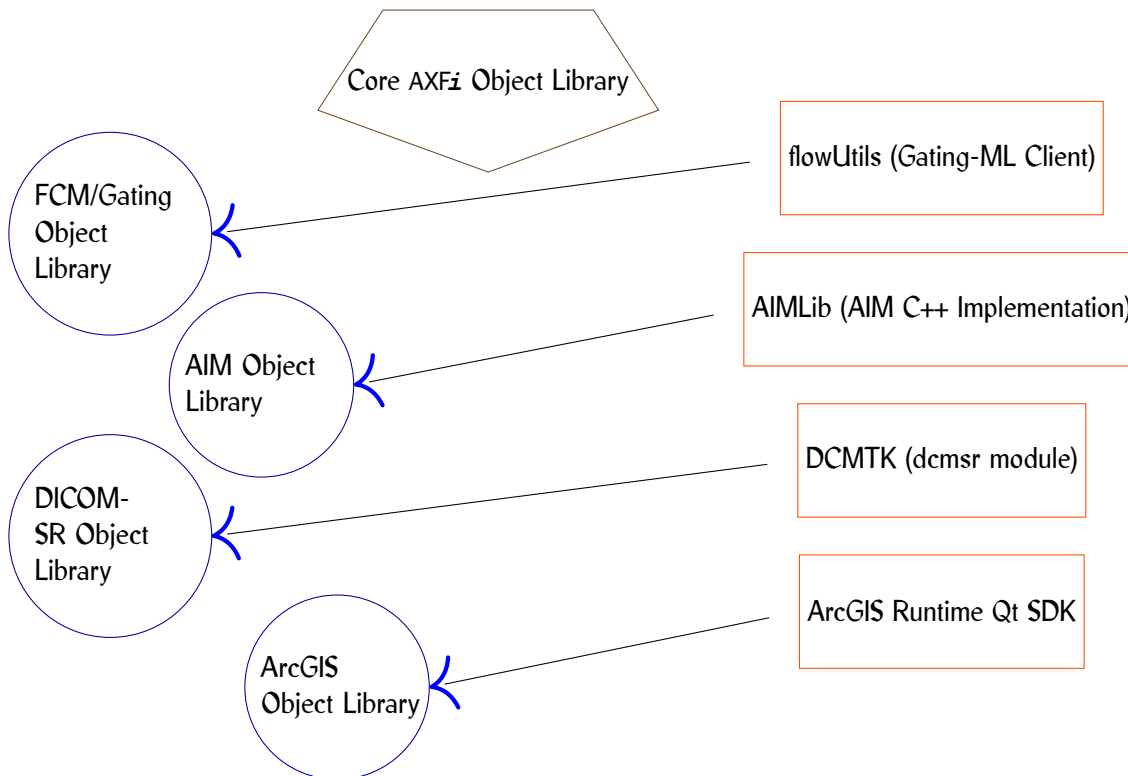 Core AXFi Object Library
flowUtils (Gating-ML Client)
FCM/Gating
Object
Library
AIMLib (AIM C++ Implementation)
AIM Object
Library
DCMTK (dcmsr module)
DICOM-
SR Object
Library
ArcGIS Runtime Qt SDK
ArcGIS
Object Library